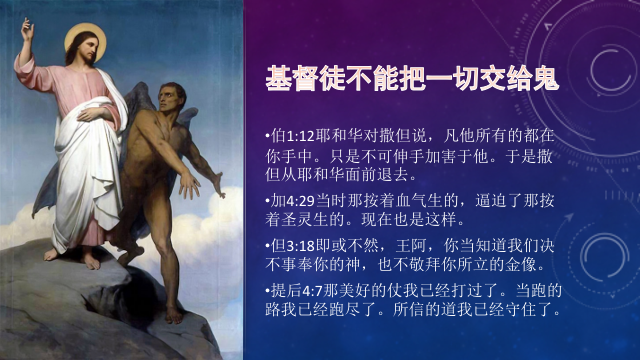 基督徒不能把一切交给鬼
•伯1:12耶和华对撒但说，凡他所有的都在
你手中。只是不可伸手加害于他。于是撒
但从耶和华面前退去。
•加4:29当时那按着血气生的，逼迫了那按
着圣灵生的。现在也是这样。
•但3:18即或不然，王阿，你当知道我们决
不事奉你的神，也不敬拜你所立的金像。
•提后4:7那美好的仗我已经打过了。当跑的
路我已经跑尽了。所信的道我已经守住了。